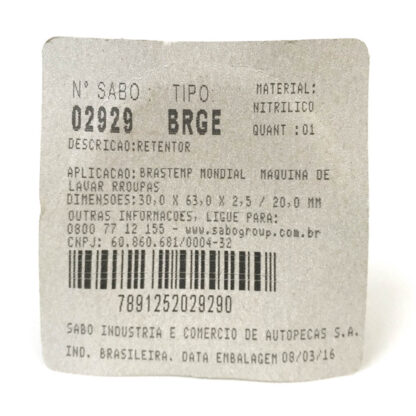 Nº SABO: TIPO: MATERIAL:
02929 BRGE NITRILICO
QUANT :01
DESCRICAO:RETENTOR
APLICACAO: BRASTEMP MONDIAL MAQUINA DE
LAVAR RROUPAS
DIMENSOES:30,0 X 63,0 X 2,5 / 20,0 MM
OUTRAS INFORMACOES, LIGUE PARA:
0800 77 12 155 - www.sabogroup.com.br
CNPJ: 60.860.681/0004-32
7891252029290
SABO INDUSTRIA E COMERCIO DE AUTOPECAS S.A.
IND. BRASILEIRA. DATA EMBALAGEM 08/03/16